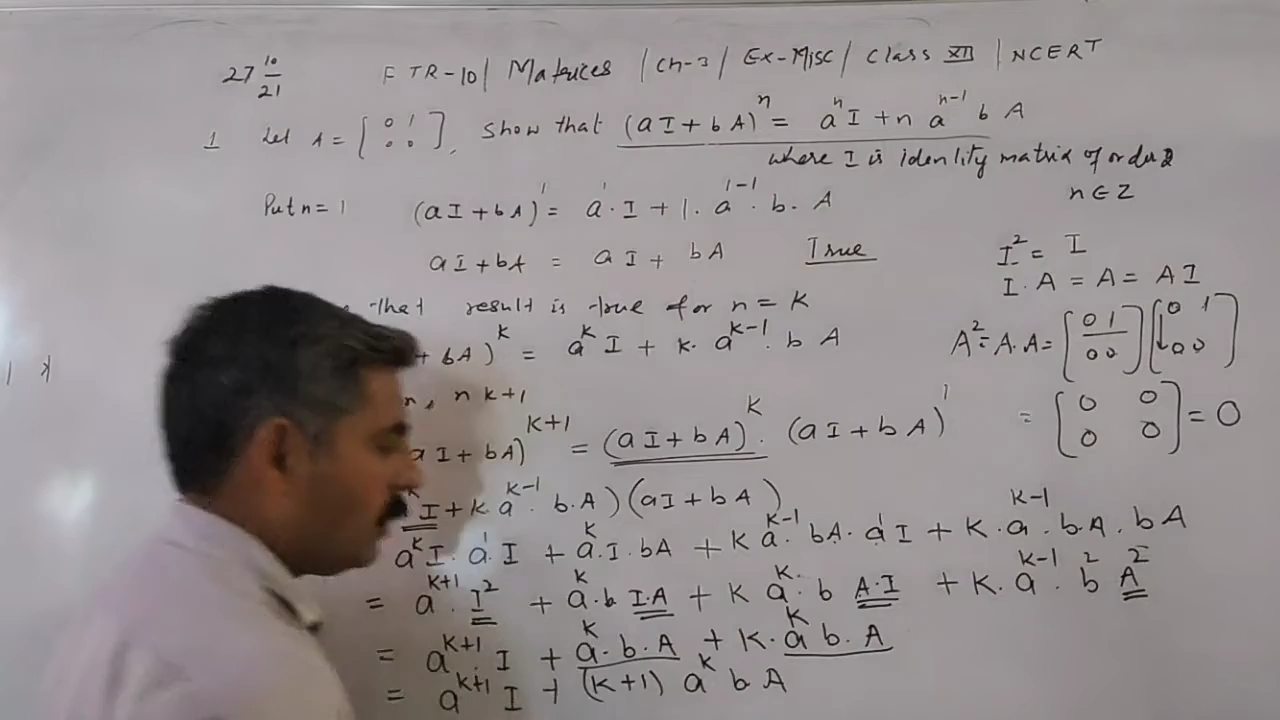 27 10/21 FTR-10 | Matrices | Ch-3 / Ex-Misc / Class XII | NCERT
1 Let A = [0 1 0 0], Show that (aI + bA)^n = a^n I + n a^(n-1) b A
where I is identity matrix of order 2
n ∈ Z
Put n = 1 (aI + bA)^1 = a^1 · I + 1 · a^(1-1) · b · A
aI + bA = aI + bA True
that result is true for n = K
+ bA)^K = a^K I + K · a^(K-1) · b A
n K+1
aI + bA)^(K+1) = (aI + bA)^K · (aI + bA)^1
I + K · a^(K-1) · b · A)(aI + bA)
a^K I · a^1 · I + a^K · I · bA + K a^(K-1) · bA · a^1 I + K · a^(K-1) · bA · bA
= a^(K+1) · I^2 + a^K · b I·A + K a^K · b A·I + K · a^(K-1) · b^2 A^2
= a^(K+1) · I + a^K · b · A + K · a^K b · A
= a^(K+1) I + (K+1) a^K b A
I^2 = I
I · A = A = A I
A^2 = A · A = [0 1 0 0] [0 1 0 0]
= [0 0 0 0] = 0